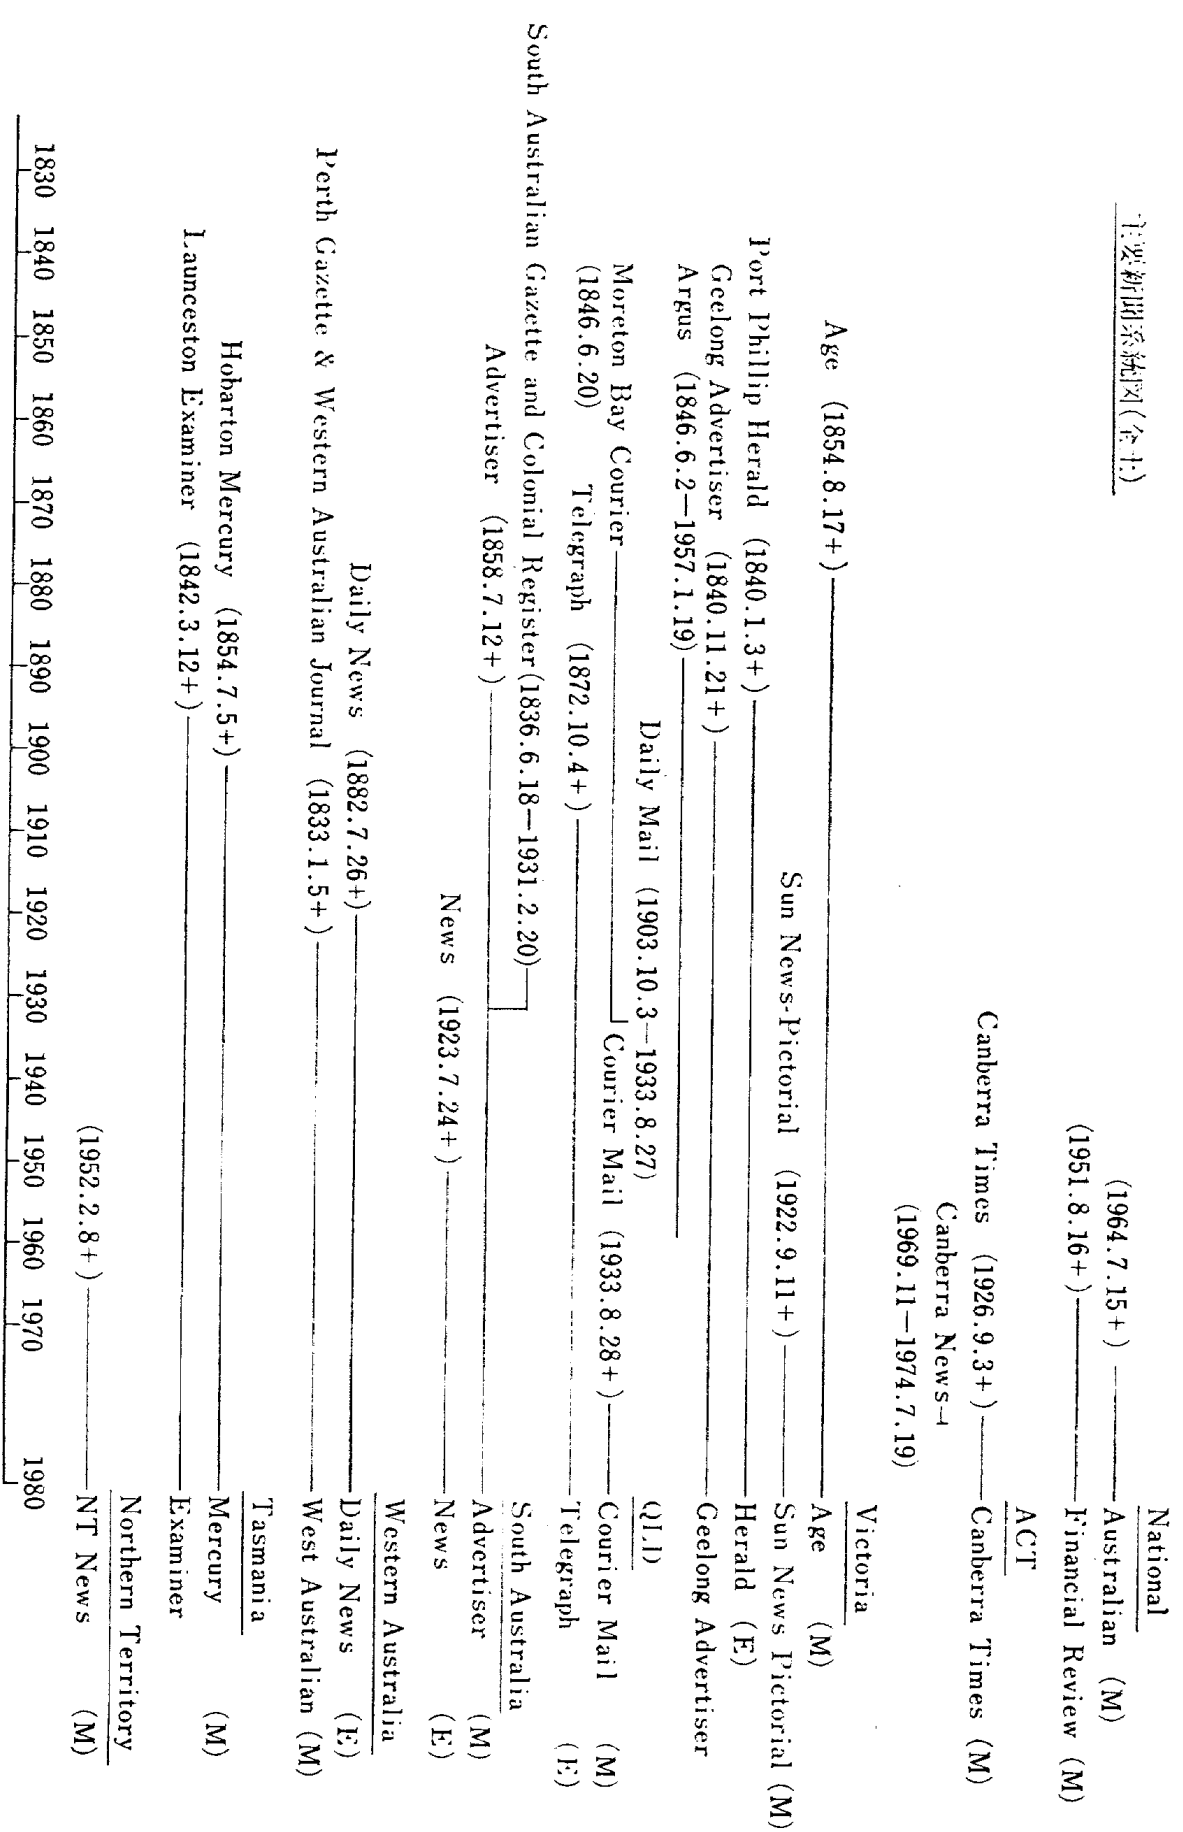 主要新聞系統図(全土)
National
(1964.7.15+) Australian (M)
(1951.8.16+) Financial Review (M)
ACT
Canberra Times (1926.9.3+) Canberra Times (M)
Canberra News
(1969.11—1974.7.19)
Victoria
Age (1854.8.17+) Age (M)
Sun News-Pictorial (1922.9.11+) Sun News Pictorial (M)
Port Phillip Herald (1840.1.3+) Herald (E)
Geelong Advertiser (1840.11.21+) Geelong Advertiser
Argus (1846.6.2—1957.1.19)
Daily Mail (1903.10.3—1933.8.27)
QLD
Moreton Bay Courier Courier Mail (1933.8.28+) Courier Mail (M)
(1846.6.20) Telegraph (1872.10.4+) Telegraph (E)
South Australian Gazette and Colonial Register (1836.6.18—1931.2.20) South Australia
Advertiser (1858.7.12+) Advertiser (M)
News (1923.7.24+) News (E)
Western Australia
Daily News (1882.7.26+) Daily News (E)
Perth Gazette & Western Australian Journal (1833.1.5+) West Australian (M)
Tasmania
Hobarton Mercury (1854.7.5+) Mercury (M)
Launceston Examiner (1842.3.12+) Examiner
Northern Territory
(1952.2.8+) NT News (M)
1830 1840 1850 1860 1870 1880 1890 1900 1910 1920 1930 1940 1950 1960 1970 1980